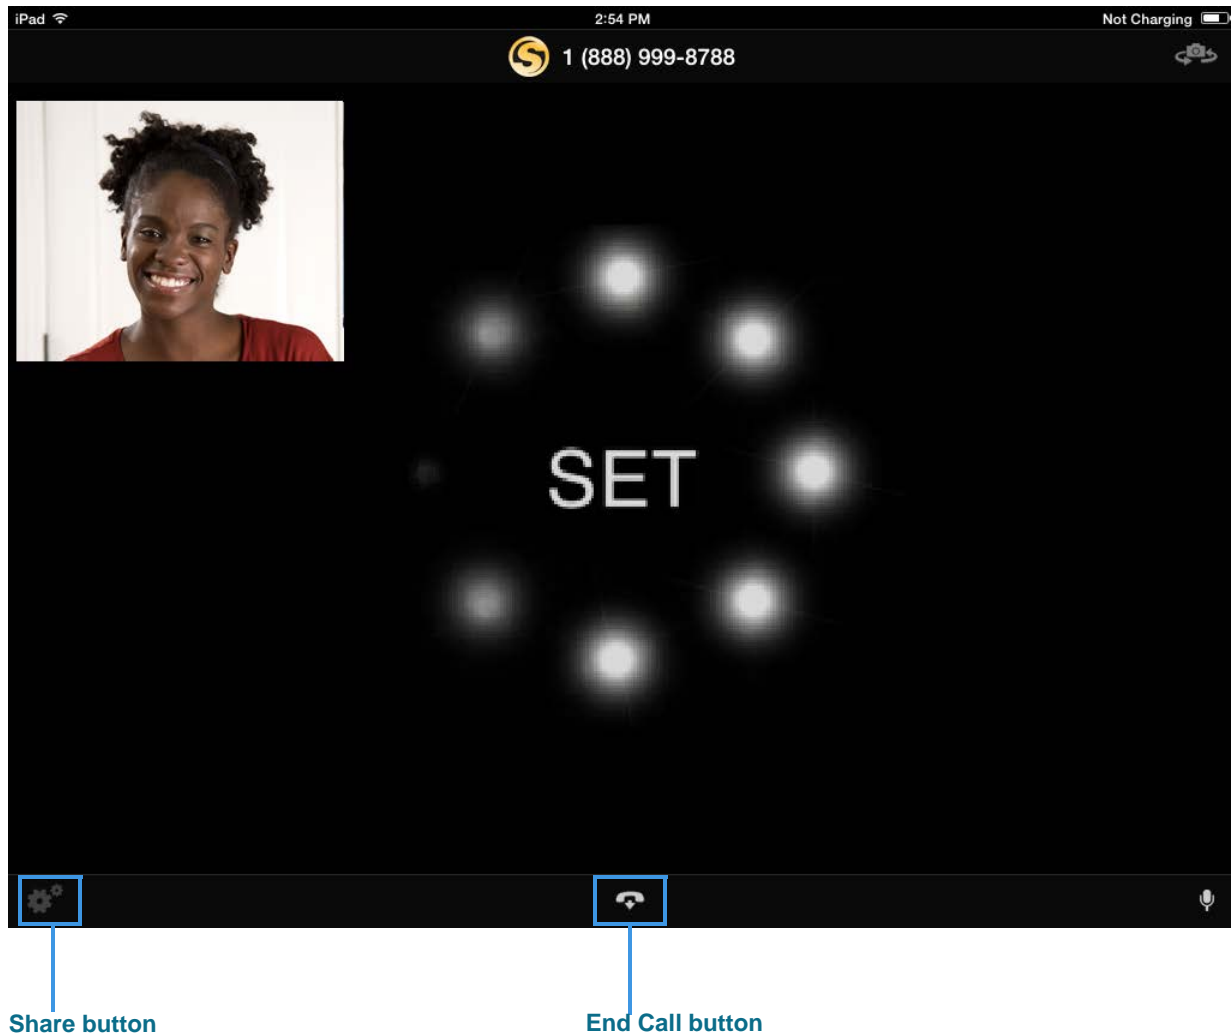 iPad 2:54 PM Not Charging
S 1 (888) 999-8788
SET
Share button End Call button